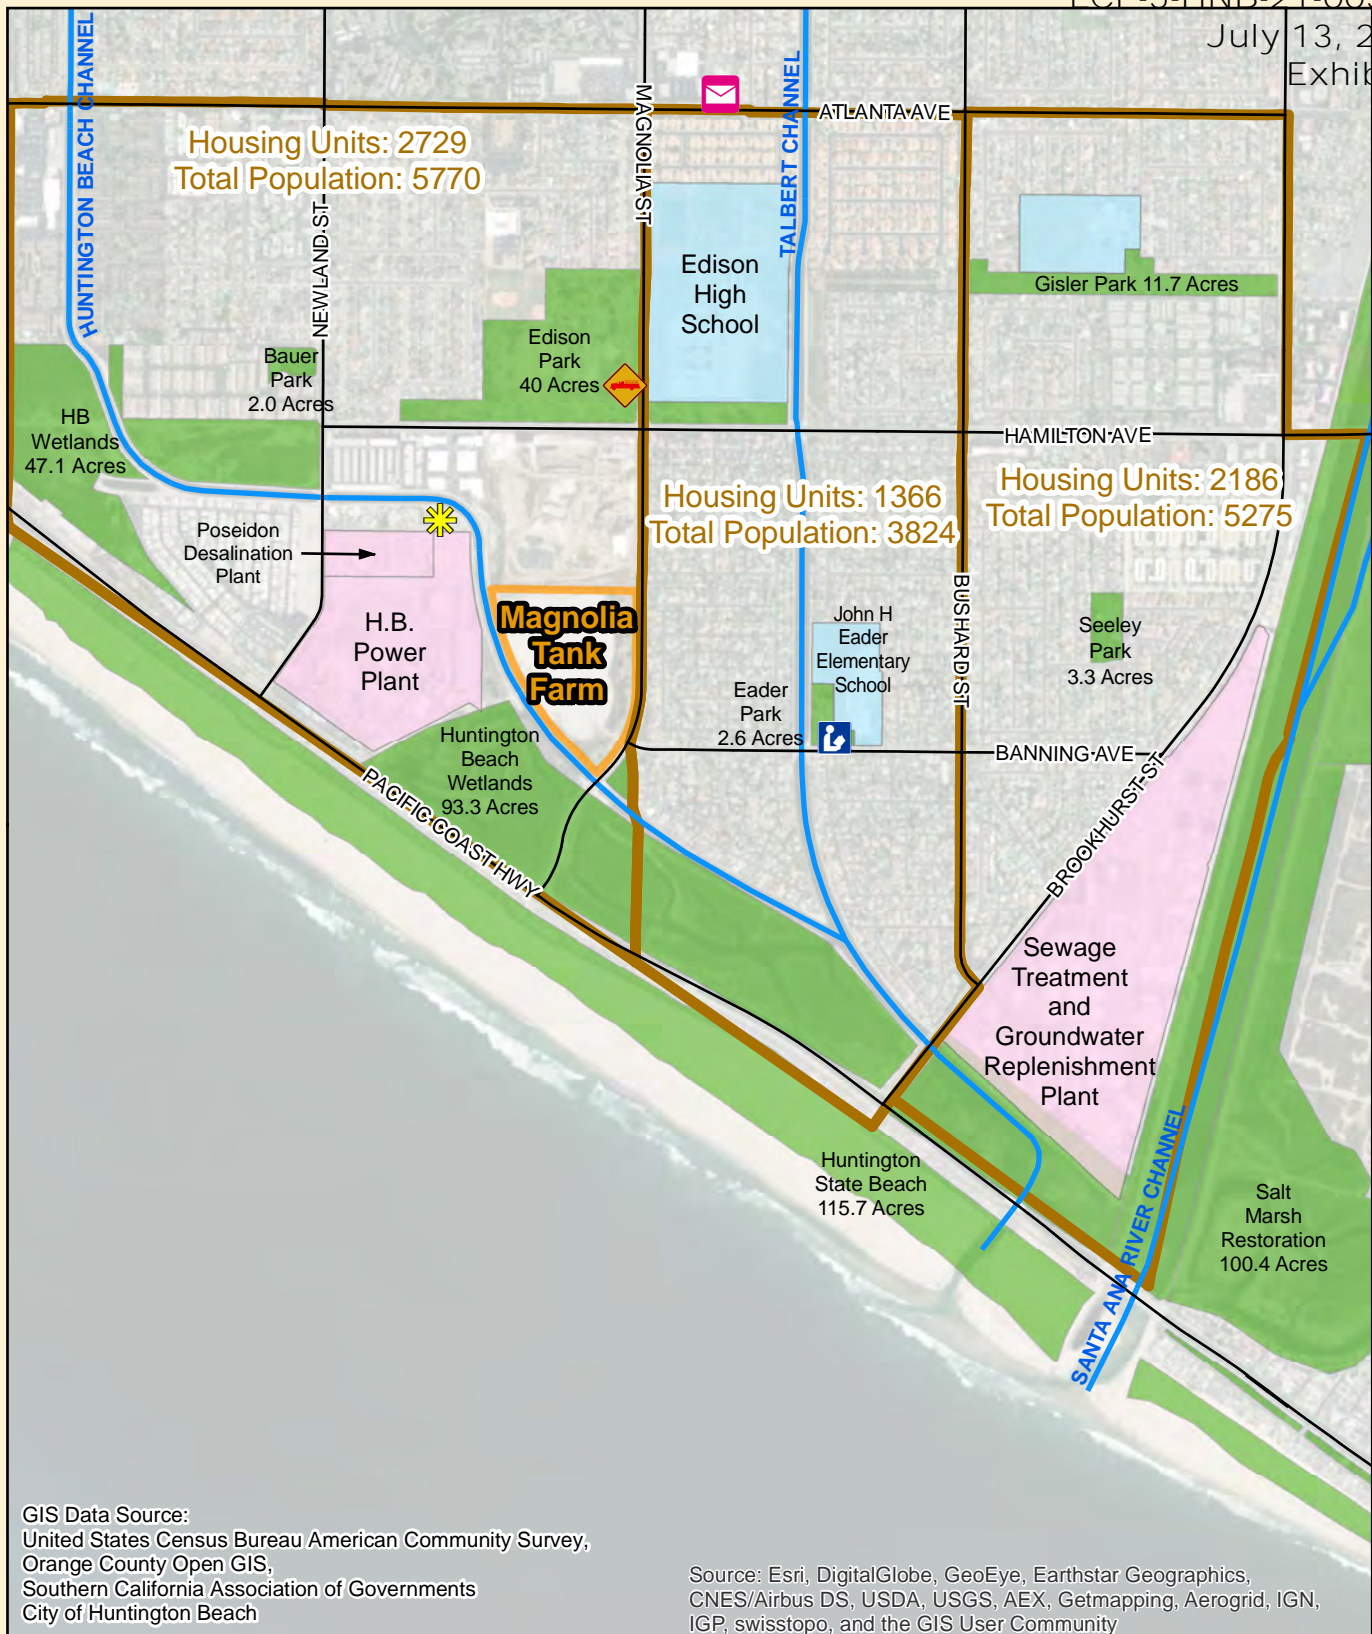 July 13, 2
Exhib
HUNTINGTON BEACH CHANNEL
NEWLAND ST
MAGNOLIA ST
TALBERT CHANNEL
ATLANTA AVE
Housing Units: 2729
Total Population: 5770
Edison
High
School
Gisler Park 11.7 Acres
Bauer
Park
2.0 Acres
Edison
Park
40 Acres
HB
Wetlands
47.1 Acres
HAMILTON AVE
Housing Units: 1366
Total Population: 3824
Housing Units: 2186
Total Population: 5275
Poseidon
Desalination
Plant
H.B.
Power
Plant
Magnolia
Tank
Farm
BUSHARD ST
John H
Eader
Elementary
School
Seeley
Park
3.3 Acres
Eader
Park
2.6 Acres
BANNING AVE
Huntington
Beach
Wetlands
93.3 Acres
PACIFIC COAST HWY
BROOKHURST ST
Sewage
Treatment
and
Groundwater
Replenishment
Plant
Huntington
State Beach
115.7 Acres
SANTA ANA RIVER CHANNEL
Salt
Marsh
Restoration
100.4 Acres
GIS Data Source:
United States Census Bureau American Community Survey,
Orange County Open GIS,
Southern California Association of Governments
City of Huntington Beach
Source: Esri, DigitalGlobe, GeoEye, Earthstar Geographics,
CNES/Airbus DS, USDA, USGS, AEX, Getmapping, Aerogrid, IGN,
IGP, swisstopo, and the GIS User Community